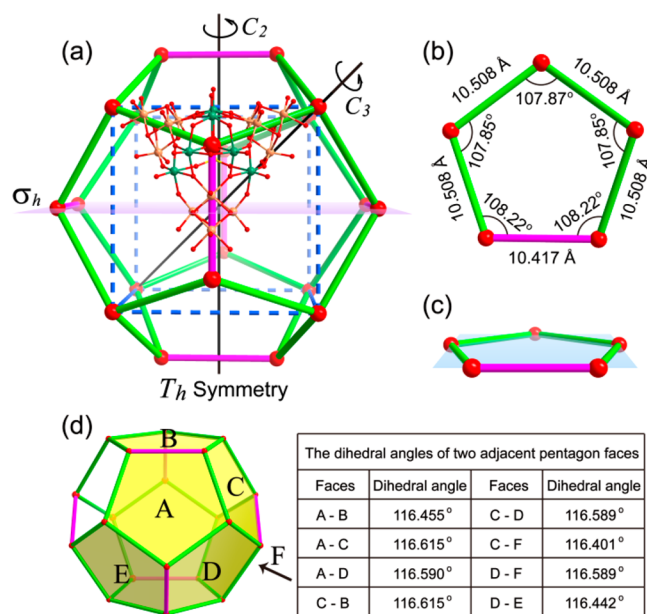 (a)
C2
C3
σh
Th Symmetry
(b)
10.508 Å
10.508 Å
107.87°
107.85°
107.85°
10.508 Å
10.508 Å
108.22°
108.22°
10.417 Å
(c)
(d)
B
C
A
F
E
D
The dihedral angles of two adjacent pentagon faces
Faces Dihedral angle Faces Dihedral angle
A - B 116.455° C - D 116.589°
A - C 116.615° C - F 116.401°
A - D 116.590° D - F 116.589°
C - B 116.615° D - E 116.442°